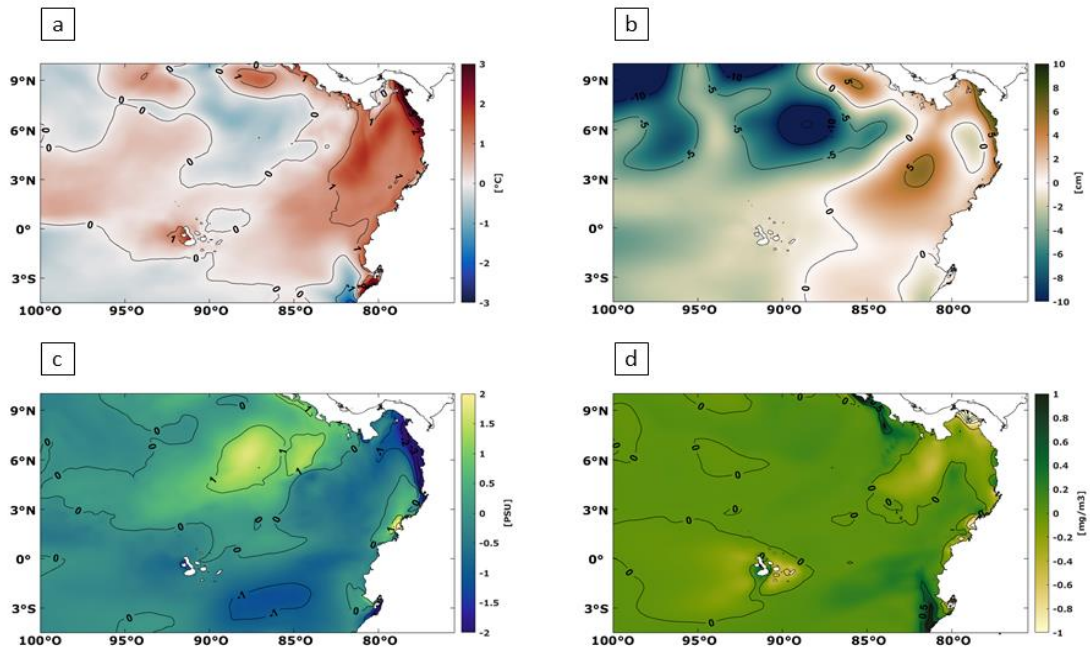 a
b
9°N
6°N
3°N
0°
3°S
100°O
95°O
90°O
85°O
80°O
3
2
1
0
-1
-2
-3
[°C]
9°N
6°N
3°N
0°
3°S
100°O
95°O
90°O
85°O
80°O
10
8
6
4
2
0
-2
-4
-6
-8
-10
[cm]
c
d
9°N
6°N
3°N
0°
3°S
100°O
95°O
90°O
85°O
80°O
2
1.5
1
0.5
0
-0.5
-1
-1.5
-2
[PSU]
9°N
6°N
3°N
0°
3°S
100°O
95°O
90°O
85°O
80°O
1
0.8
0.6
0.4
0.2
0
-0.2
-0.4
-0.6
-0.8
-1
[mg/m3]